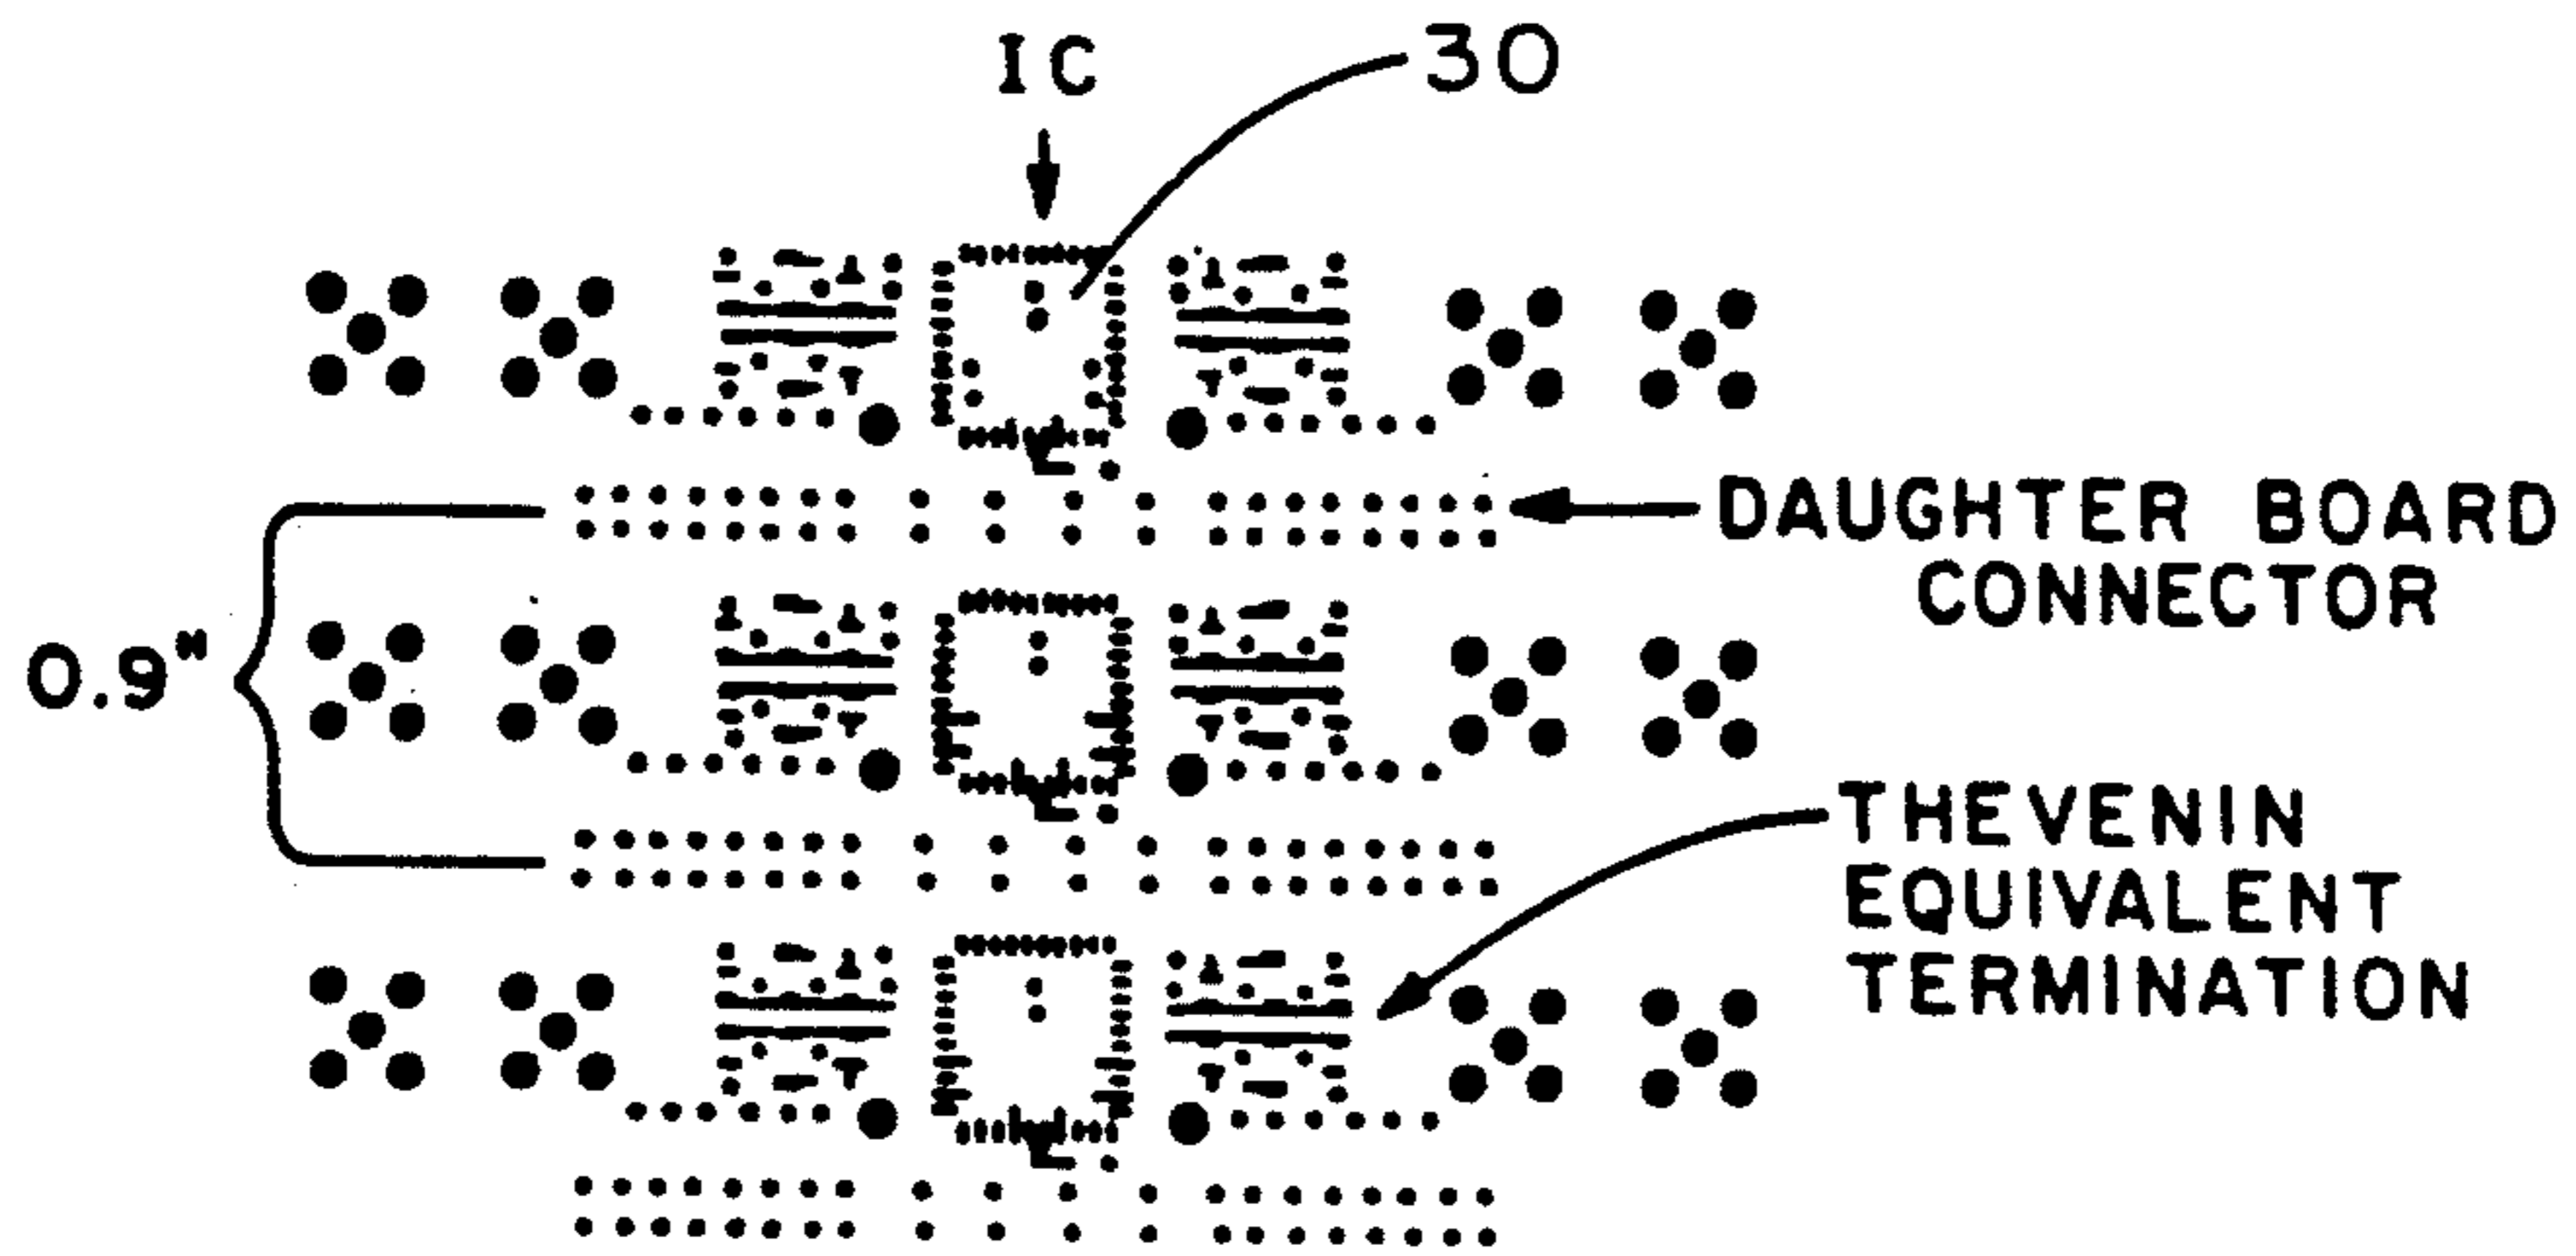 IC
30
DAUGHTER BOARD
CONNECTOR
0.9"
THEVENIN
EQUIVALENT
TERMINATION